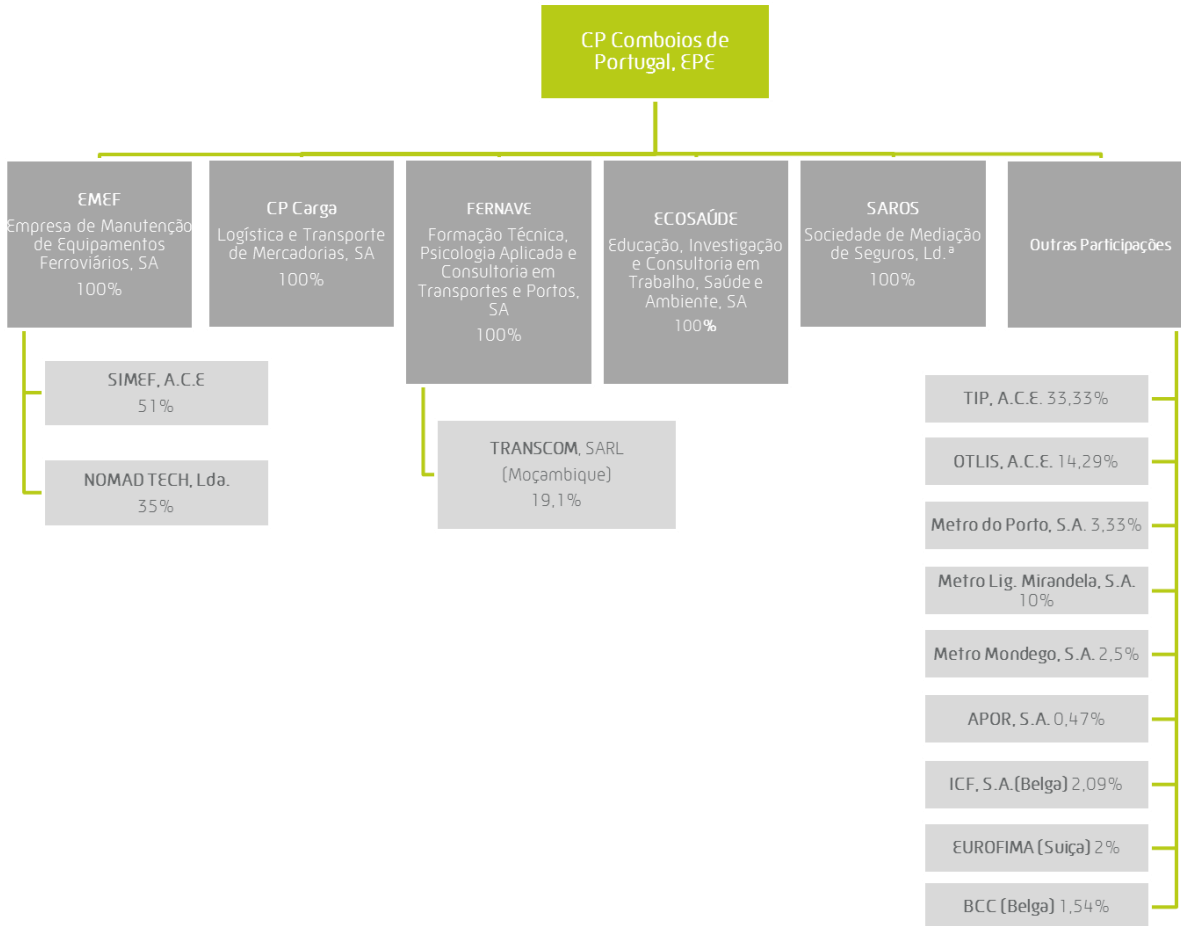 CP Comboios de
Portugal, EPE
EMEF
Empresa de Manutenção
de Equipamentos
Ferroviários, SA
100%
CP Carga
Logística e Transporte
de Mercadorias, SA
100%
FERNAVE
Formação Técnica,
Psicologia Aplicada e
Consultoria em
Transportes e Portos,
SA
100%
ECOSAÚDE
Educação, Investigação
e Consultoria em
Trabalho, Saúde e
Ambiente, SA
100%
SAROS
Sociedade de Mediação
de Seguros, Ld.ª
100%
Outras Participações
SIMEF, A.C.E
51%
NOMAD TECH, Lda.
35%
TRANSCOM, SARL
(Moçambique)
19,1%
TIP, A.C.E. 33,33%
OTLIS, A.C.E. 14,29%
Metro do Porto, S.A. 3,33%
Metro Lig. Mirandela, S.A.
10%
Metro Mondego, S.A. 2,5%
APOR, S.A. 0,47%
ICF, S.A.(Belga) 2,09%
EUROFIMA (Suiça) 2%
BCC (Belga) 1,54%